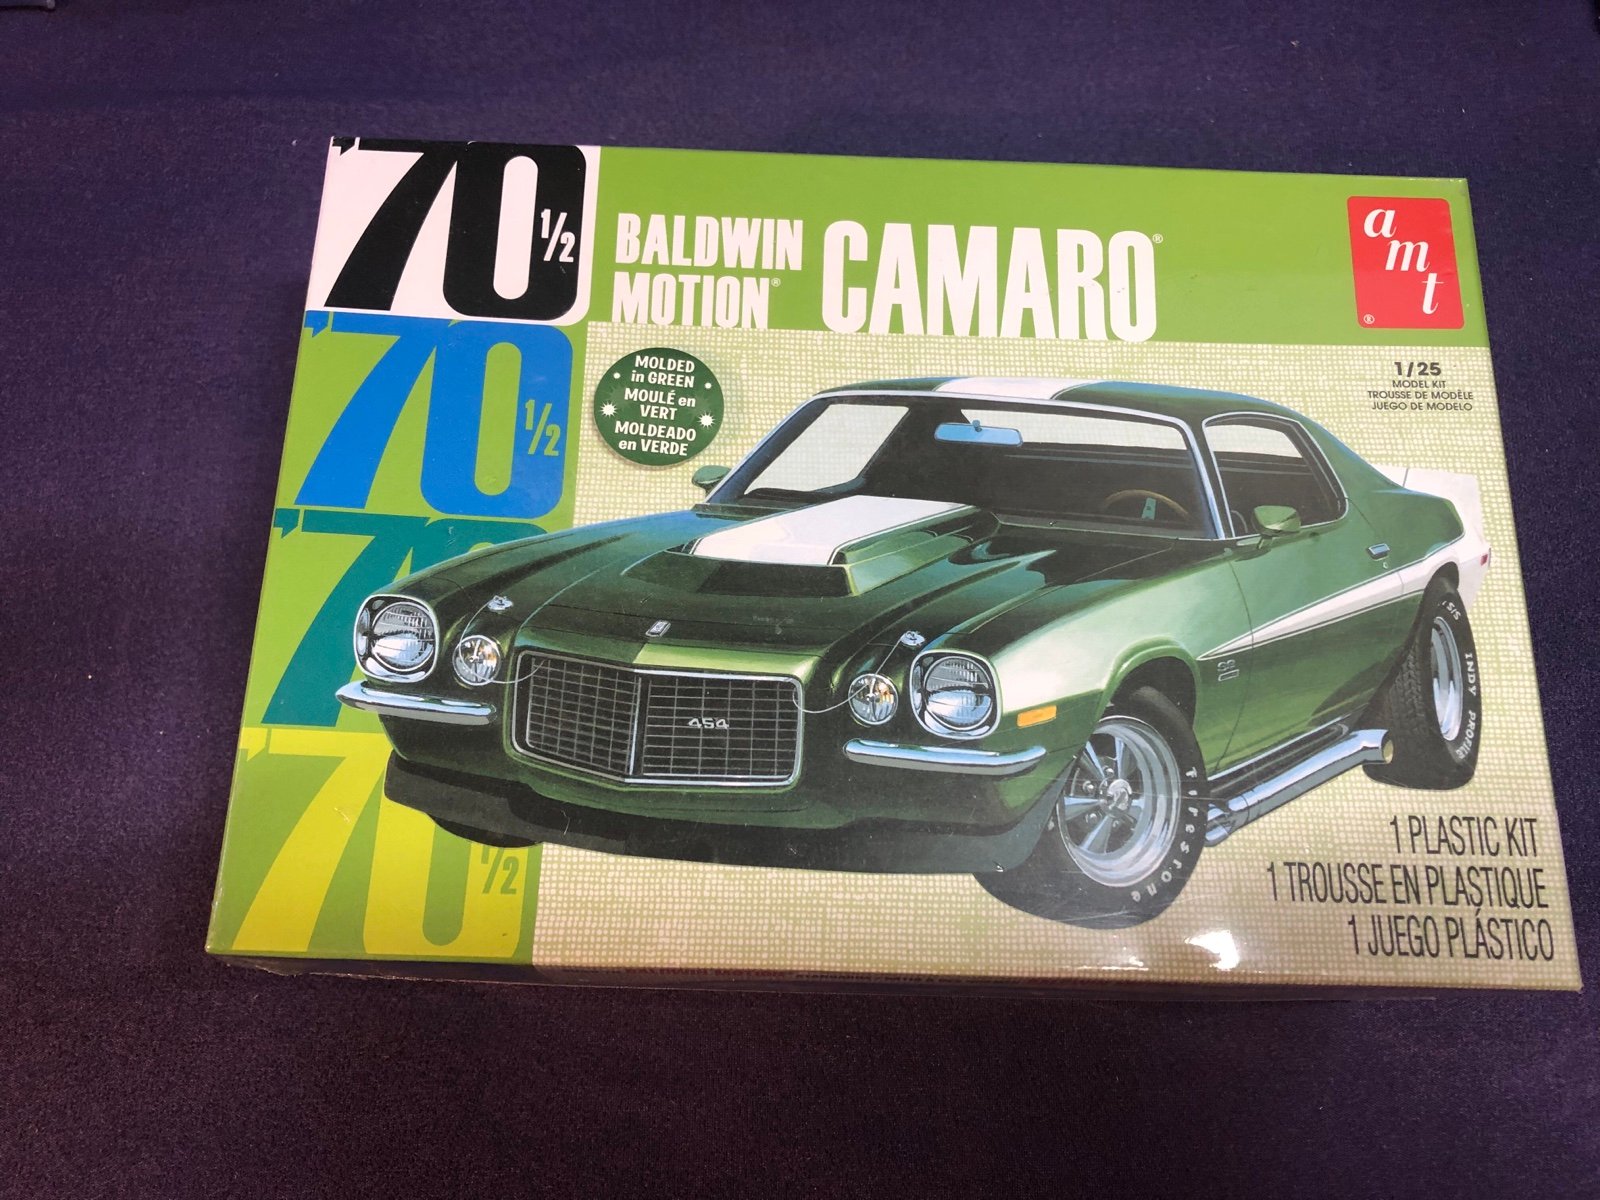 '70 1/2
BALDWIN
MOTION®
CAMARO®
amt®
'70 1/2
MOLDED
in GREEN
MOULÉ en
VERT
MOLDEADO
en VERDE
1/25
MODEL KIT
TROUSSE DE MODÈLE
JUEGO DE MODELO
'70
'70 1/2
454
SS
INDY PROFILE
Firestone
1 PLASTIC KIT
1 TROUSSE EN PLASTIQUE
1 JUEGO PLÁSTICO